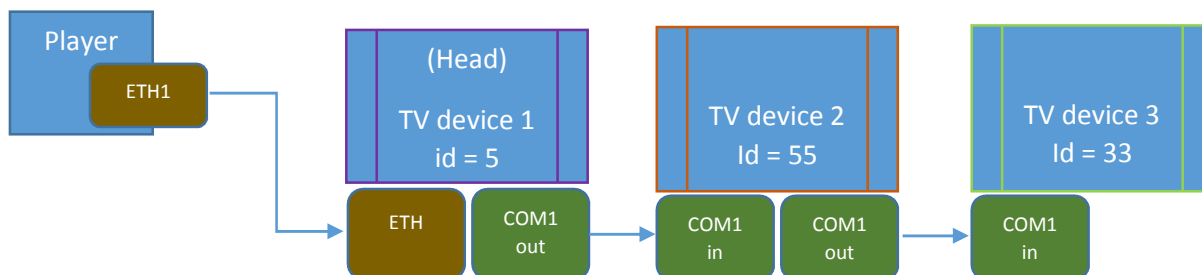 Player
ETH1
(Head)
TV device 1
id = 5
TV device 2
Id = 55
TV device 3
Id = 33
ETH
COM1
out
COM1
in
COM1
out
COM1
in